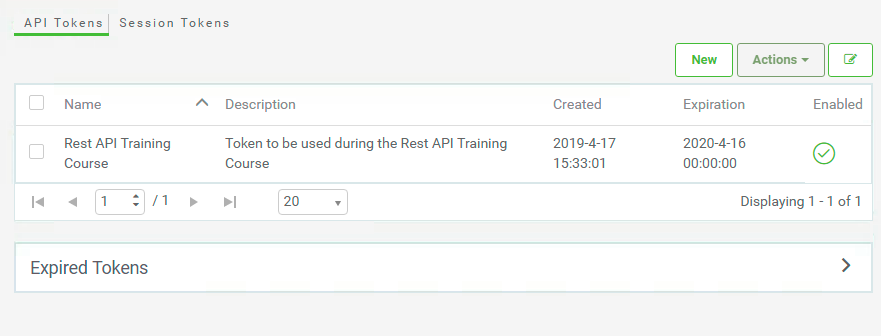 API Tokens Session Tokens
New Actions
Name Description Created Expiration Enabled
Rest API Training Token to be used during the Rest API Training 2019-4-17 2020-4-16
Course Course 15:33:01 00:00:00
1 / 1 20 Displaying 1 - 1 of 1
Expired Tokens